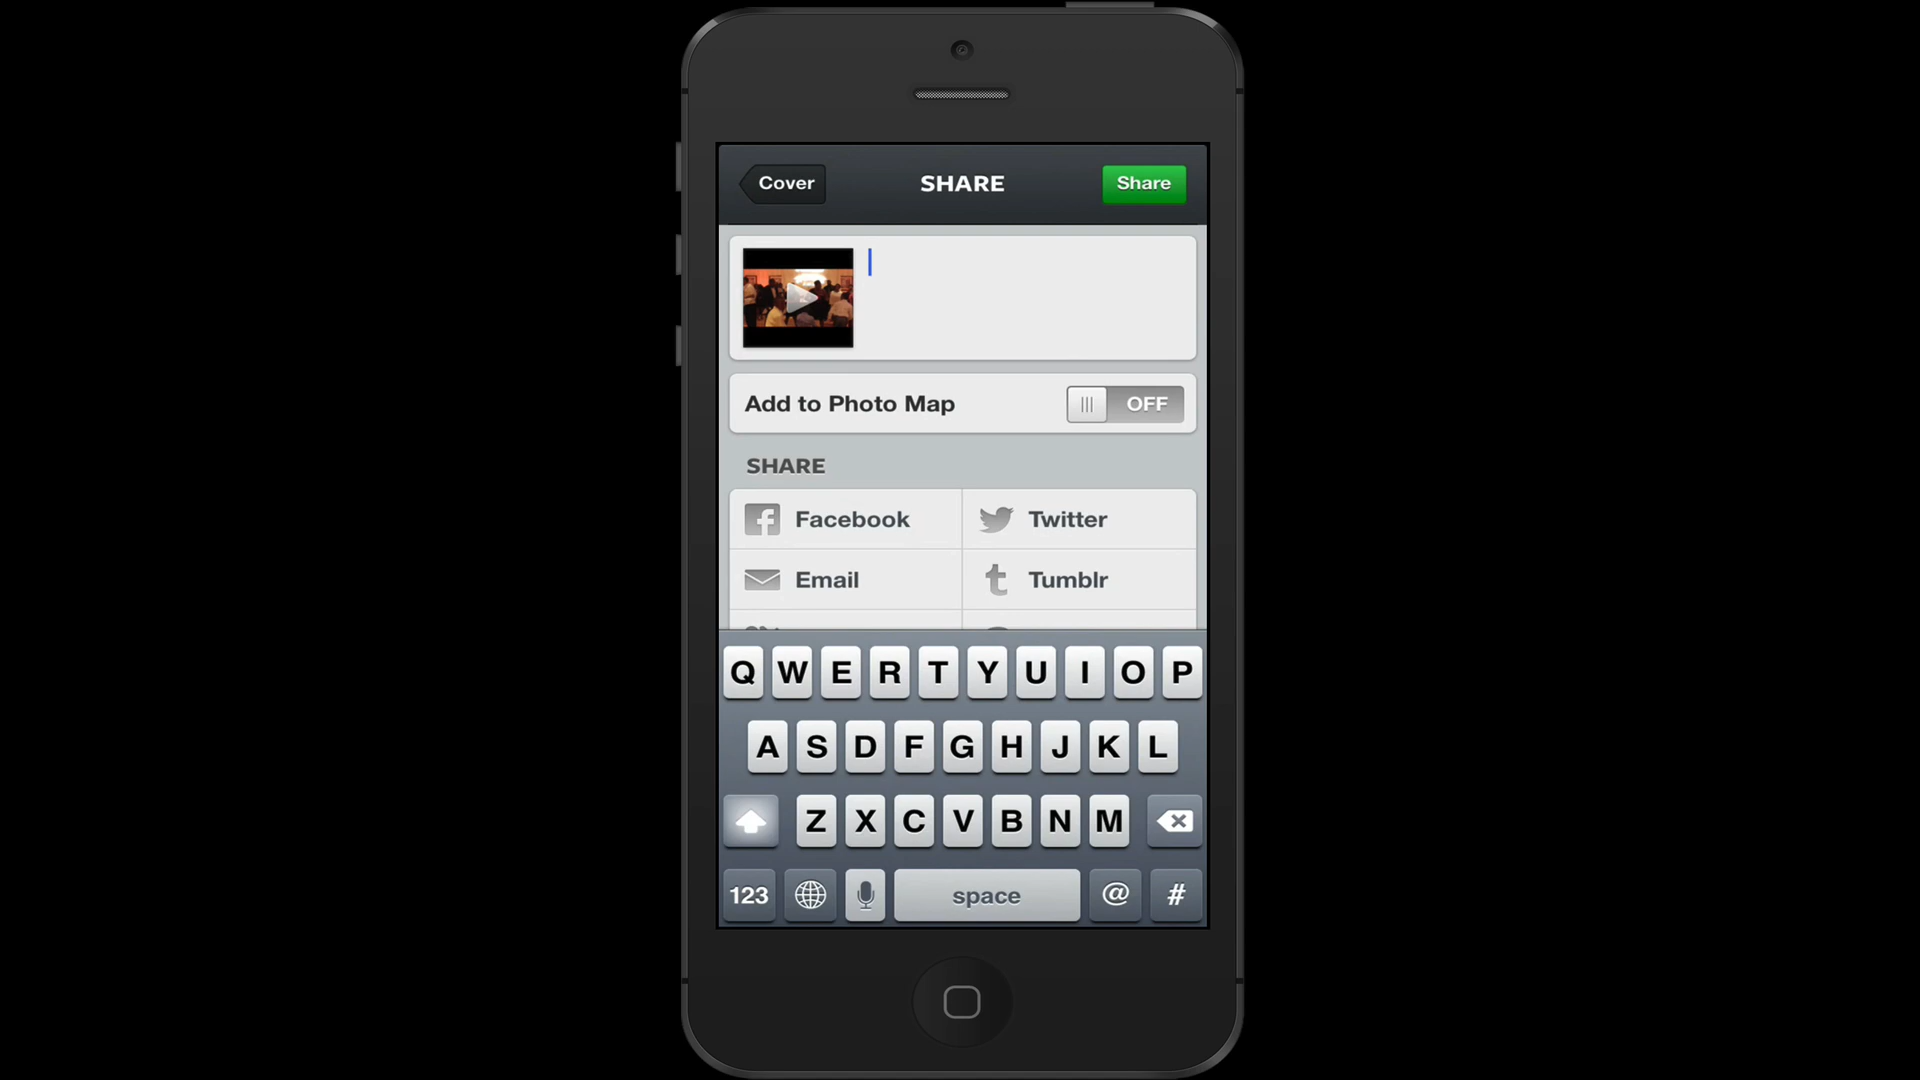 Cover SHARE Share
Add to Photo Map OFF
SHARE
Facebook Twitter
Email Tumblr
Q W E R T Y U I O P
A S D F G H J K L
Z X C V B N M
123 space @ #